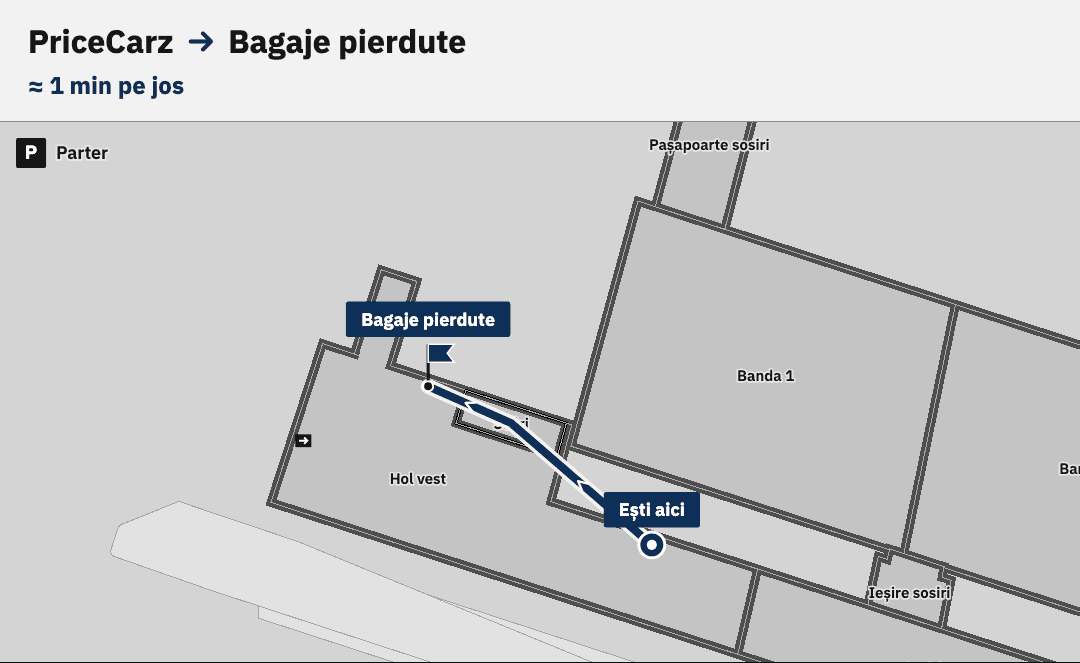 PriceCarz → Bagaje pierdute
≈ 1 min pe jos
P Parter
Pașapoarte sosiri
Bagaje pierdute
Banda 1
Hol vest
Ești aici
Ieșire sosiri